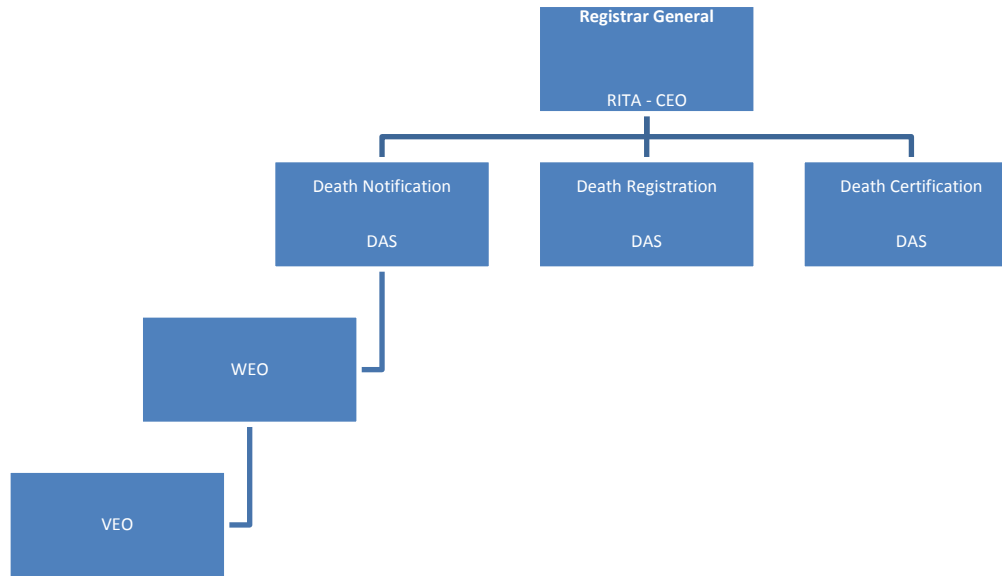 Registrar General
RITA - CEO
Death Notification
DAS
Death Registration
DAS
Death Certification
DAS
WEO
VEO